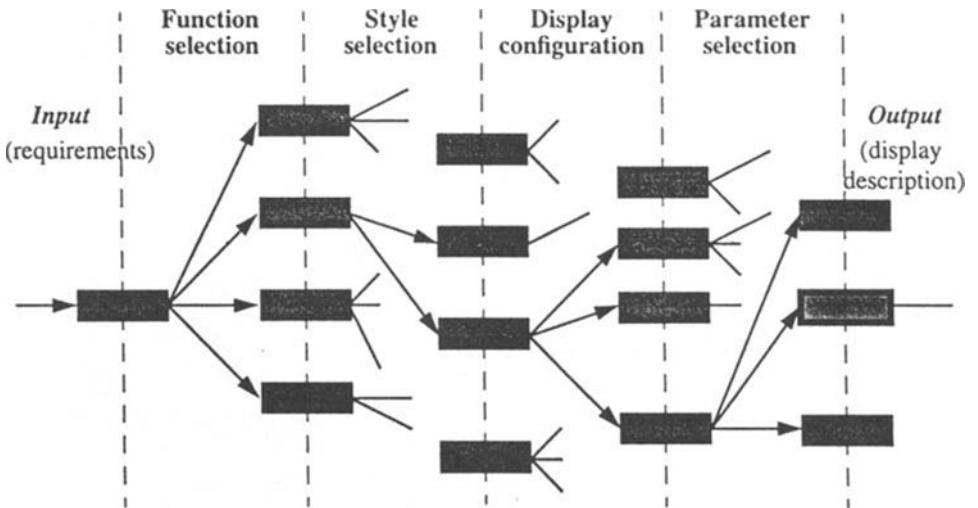 Function
selection
Style
selection
Display
configuration
Parameter
selection
Input
(requirements)
Output
(display
description)